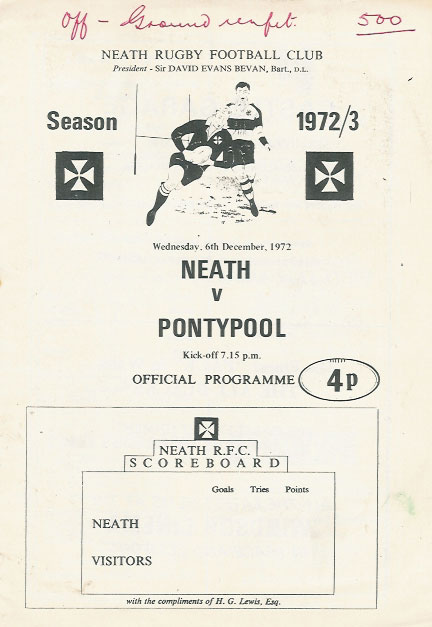 Off - Ground unfit. 500
NEATH RUGBY FOOTBALL CLUB
President - Sir DAVID EVANS BEVAN, Bart., D.L.
Season 1972/3
Wednesday, 6th December, 1972
NEATH
v
PONTYPOOL
Kick-off 7.15 p.m.
OFFICIAL PROGRAMME 4p
NEATH R.F.C.
SCOREBOARD
Goals Tries Points
NEATH
VISITORS
with the compliments of H. G. Lewis, Esq.